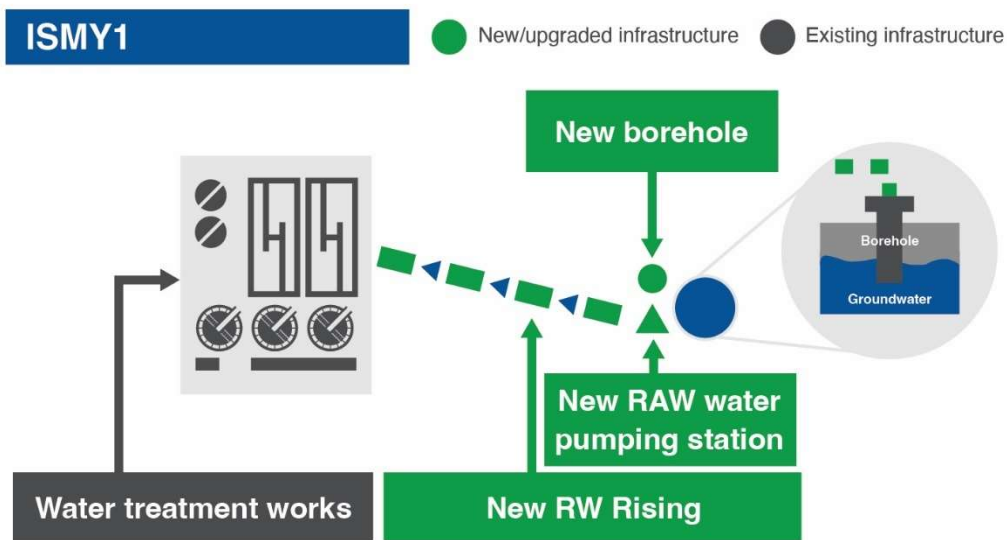 ISMY1
New/upgraded infrastructure
Existing infrastructure
New borehole
Borehole
Groundwater
New RAW water
pumping station
Water treatment works
New RW Rising